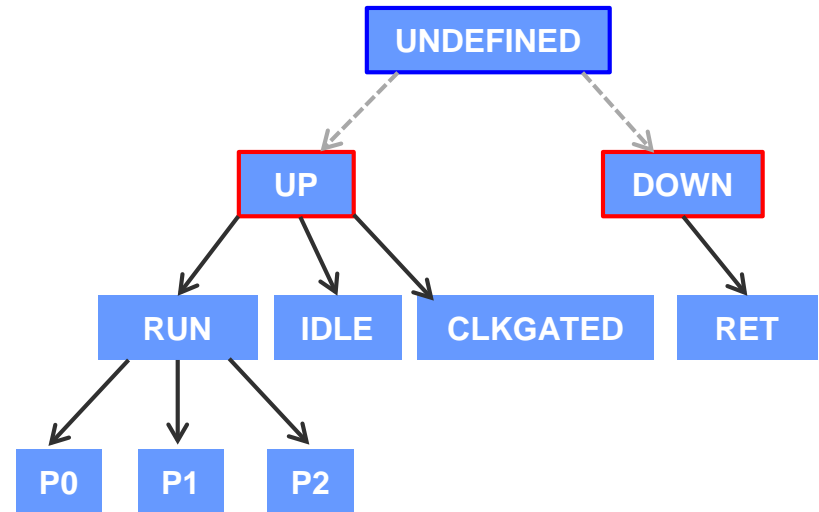 UNDEFINED
UP
DOWN
RUN
IDLE
CLKGATED
RET
P0
P1
P2